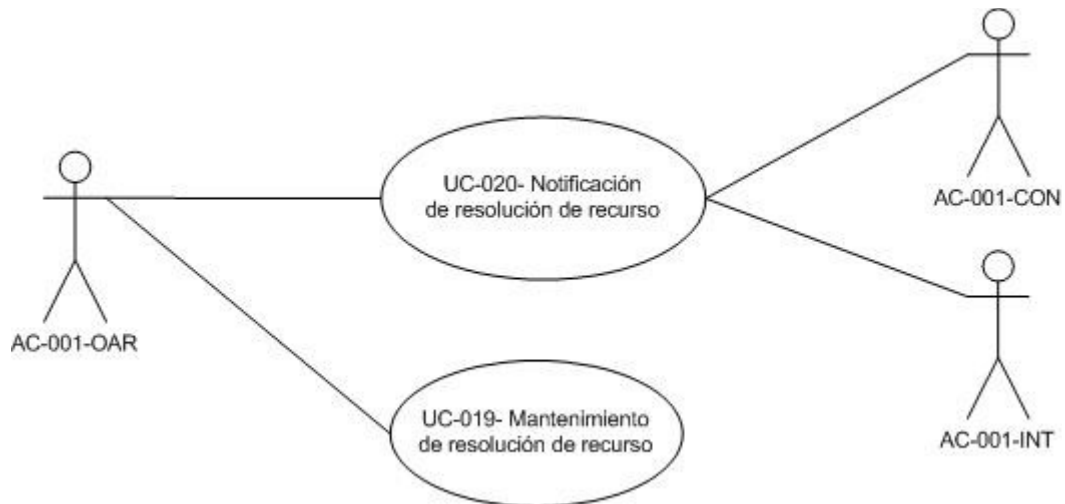 AC-001-CON
UC-020- Notificación
de resolución de recurso
AC-001-OAR
AC-001-INT
UC-019- Mantenimiento
de resolución de recurso